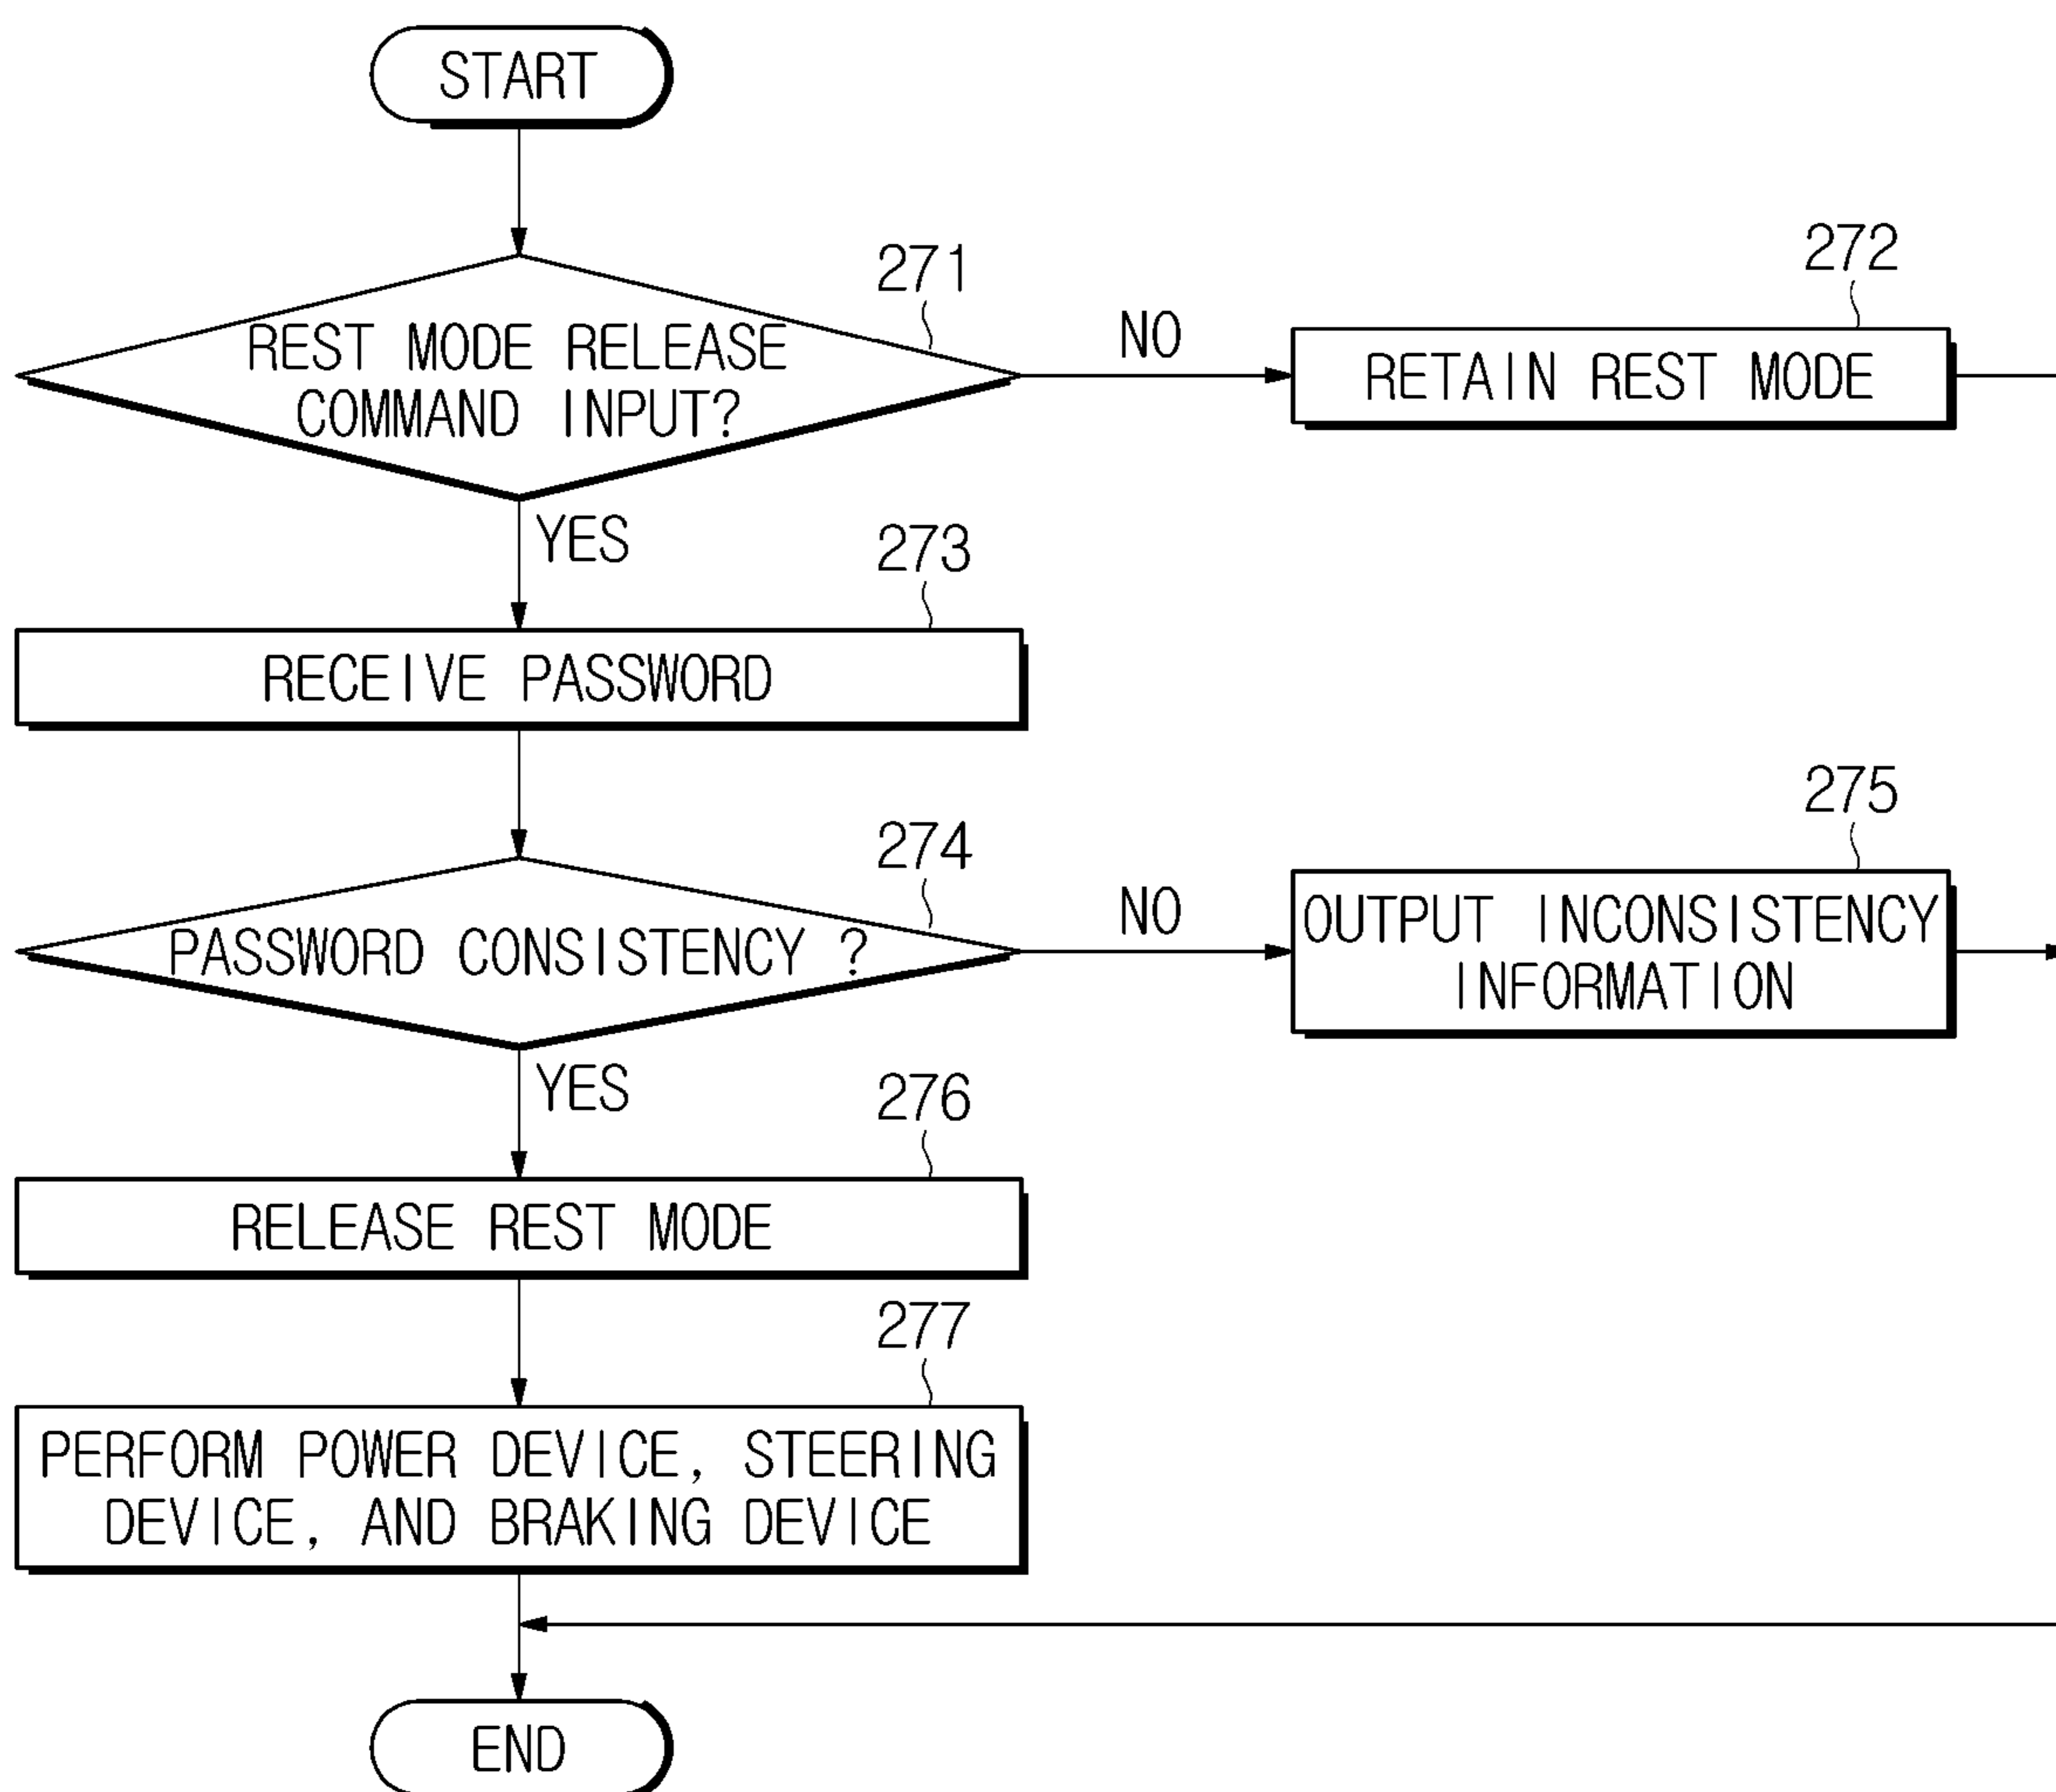 START
271
REST MODE RELEASE
COMMAND INPUT?
NO
272
RETAIN REST MODE
YES
273
RECEIVE PASSWORD
274
PASSWORD CONSISTENCY ?
NO
275
OUTPUT INCONSISTENCY
INFORMATION
YES
276
RELEASE REST MODE
277
PERFORM POWER DEVICE, STEERING
DEVICE, AND BRAKING DEVICE
END